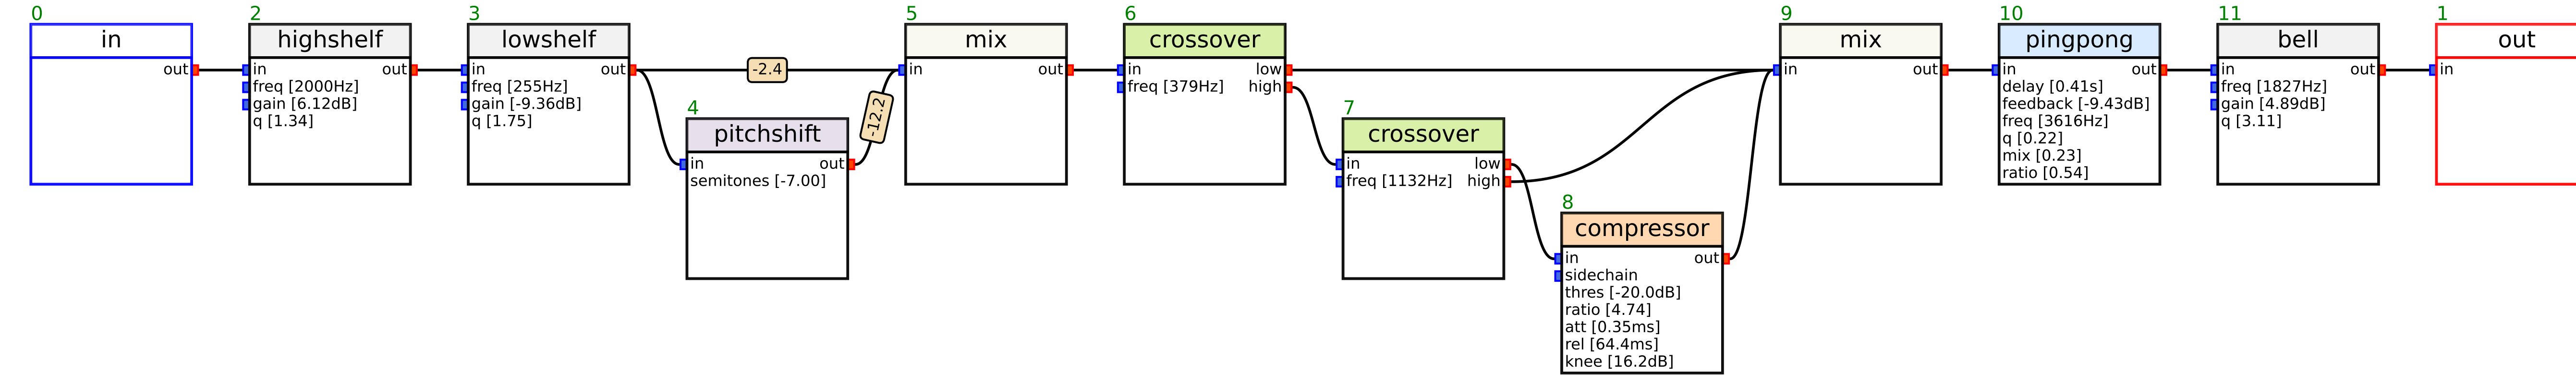 0
in
out
2
highshelf
in out
freq [2000Hz]
gain [6.12dB]
q [1.34]
3
lowshelf
in out
freq [255Hz]
gain [-9.36dB]
q [1.75]
-2.4
4
pitchshift
in out
semitones [-7.00]
-12.2
5
mix
in out
6
crossover
in low
freq [379Hz] high
7
crossover
in low
freq [1132Hz] high
8
compressor
in out
sidechain
thres [-20.0dB]
ratio [4.74]
att [0.35ms]
rel [64.4ms]
knee [16.2dB]
9
mix
in out
10
pingpong
in out
delay [0.41s]
feedback [-9.43dB]
freq [3616Hz]
q [0.22]
mix [0.23]
ratio [0.54]
11
bell
in out
freq [1827Hz]
gain [4.89dB]
q [3.11]
1
out
in